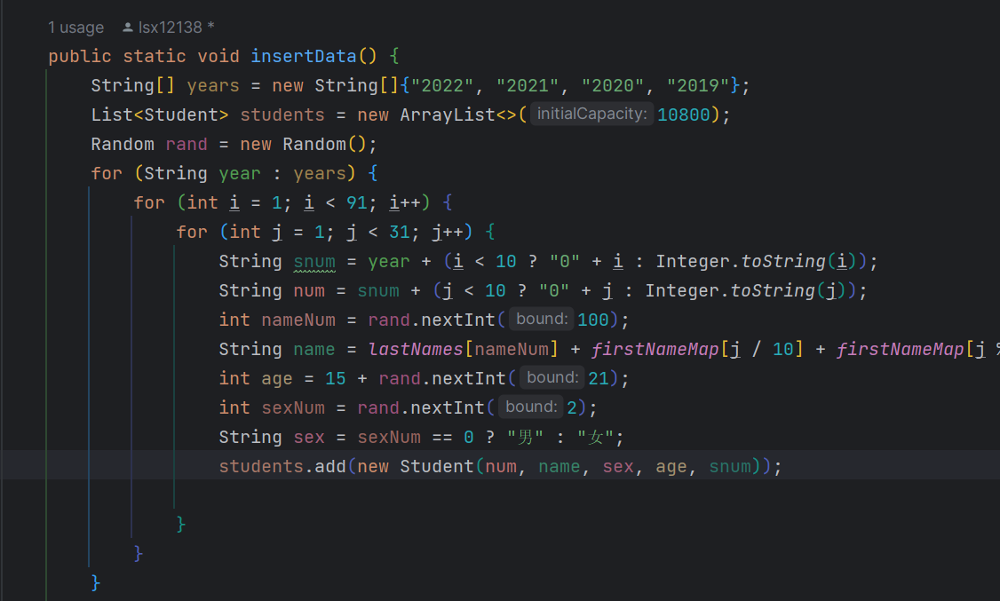 1 usage lsx12138 *
public static void insertData() {
String[] years = new String[]{"2022", "2021", "2020", "2019"};
List<Student> students = new ArrayList<>( initialCapacity: 10800);
Random rand = new Random();
for (String year : years) {
for (int i = 1; i < 91; i++) {
for (int j = 1; j < 31; j++) {
String snum = year + (i < 10 ? "0" + i : Integer.toString(i));
String num = snum + (j < 10 ? "0" + j : Integer.toString(j));
int nameNum = rand.nextInt( bound: 100);
String name = lastNames[nameNum] + firstNameMap[j / 10] + firstNameMap[j %
int age = 15 + rand.nextInt( bound: 21);
int sexNum = rand.nextInt( bound: 2);
String sex = sexNum == 0 ? "男" : "女";
students.add(new Student(num, name, sex, age, snum));
}
}
}